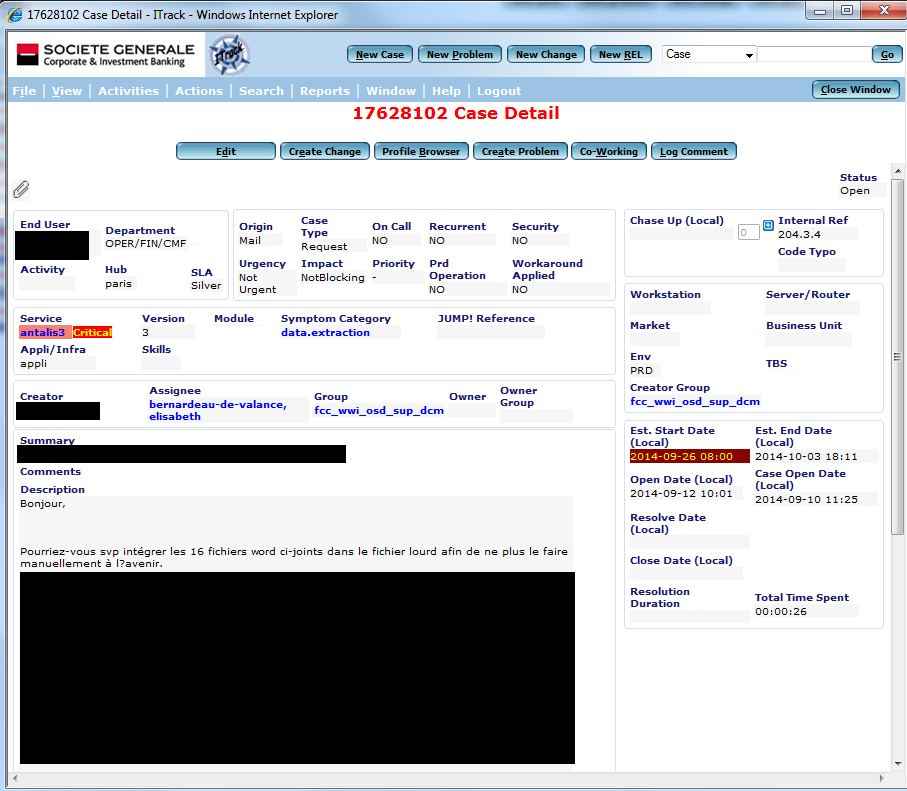 17628102 Case Detail - ITrack - Windows Internet Explorer
SOCIETE GENERALE
Corporate & Investment Banking
ITrack
New Case
New Problem
New Change
New REL
Case
Go
File | View | Activities | Actions | Search | Reports | Window | Help | Logout
Close Window
17628102 Case Detail
Edit
Create Change
Profile Browser
Create Problem
Co-Working
Log Comment
Status
Open
End User
Department
OPER/FIN/CMF
Activity
Hub
paris
SLA
Silver
Origin
Mail
Case
Type
Request
On Call
NO
Recurrent
NO
Security
NO
Urgency
Not
Urgent
Impact
NotBlocking
Priority
-
Prd
Operation
NO
Workaround
Applied
NO
Chase Up (Local)
0
Internal Ref
204.3.4
Code Typo
Service
antalis3 Critical
Version
3
Module
Symptom Category
data.extraction
JUMP! Reference
Appli/Infra
appli
Skills
Workstation
Server/Router
Market
Business Unit
Env
PRD
TBS
Creator Group
fcc_wwi_osd_sup_dcm
Creator
Assignee
bernardeau-de-valance,
elisabeth
Group
fcc_wwi_osd_sup_dcm
Owner
Owner
Group
Summary
Comments
Description
Bonjour,
Pourriez-vous svp intégrer les 16 fichiers word ci-joints dans le fichier lourd afin de ne plus le faire
manuellement à l?avenir.
Est. Start Date
(Local)
2014-09-26 08:00
Est. End Date
(Local)
2014-10-03 18:11
Open Date (Local)
2014-09-12 10:01
Case Open Date
(Local)
2014-09-10 11:25
Resolve Date
(Local)
Close Date (Local)
Resolution
Duration
Total Time Spent
00:00:26